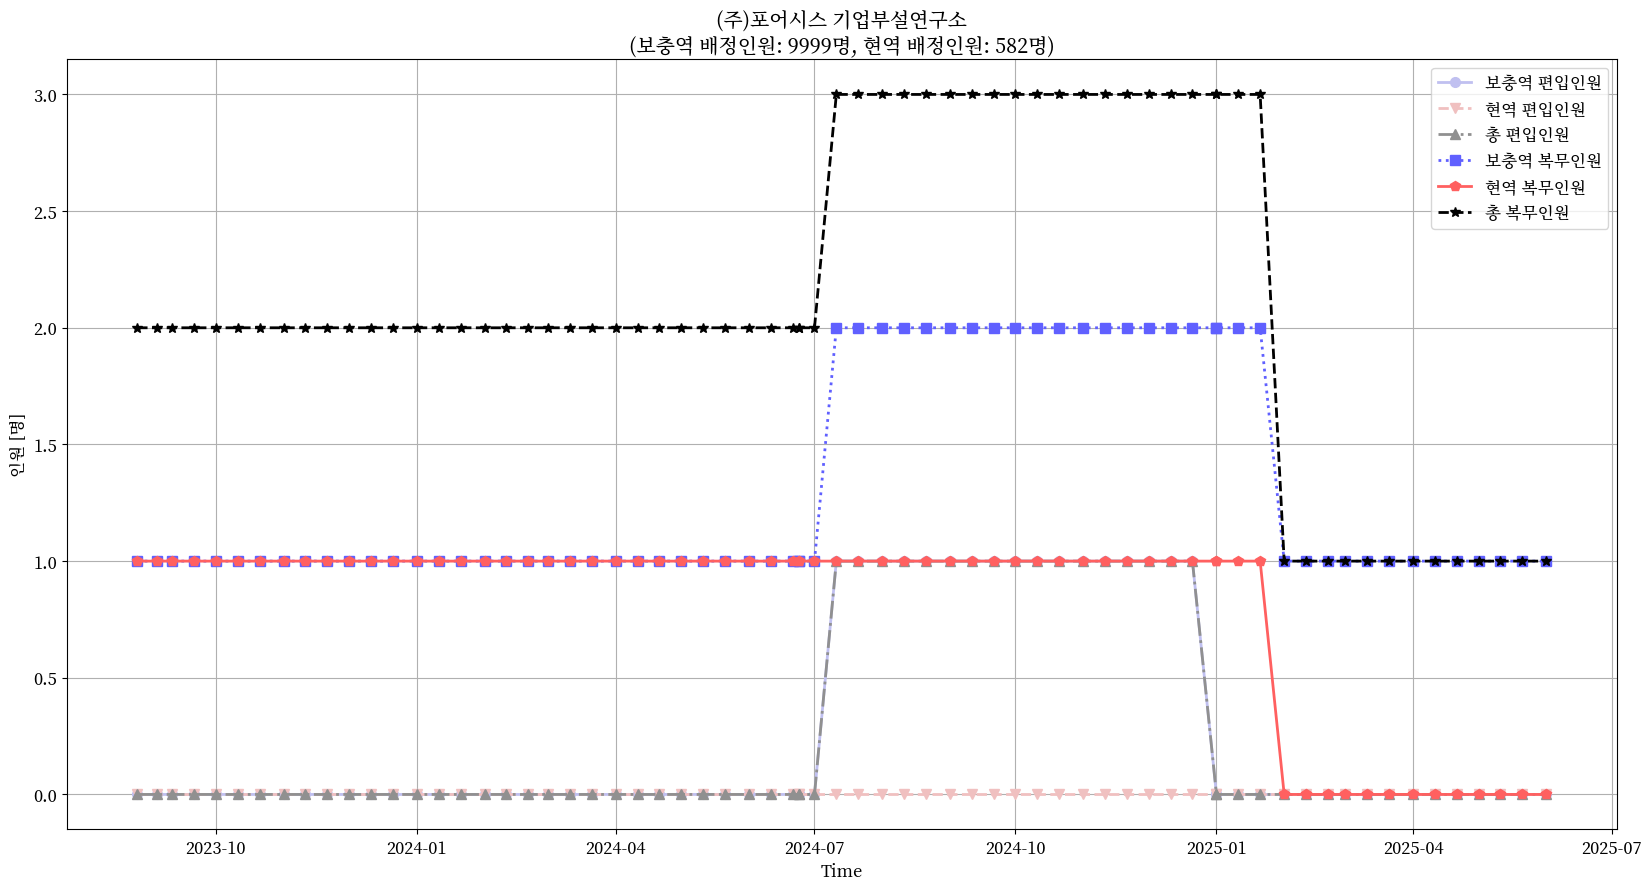 (주)포어시스 기업부설연구소
(보충역 배정인원: 9999명, 현역 배정인원: 582명)
인원 [명]
3.0
2.5
2.0
1.5
1.0
0.5
0.0
보충역 편입인원
현역 편입인원
총 편입인원
보충역 복무인원
현역 복무인원
총 복무인원
2023-10
2024-01
2024-04
2024-07
2024-10
2025-01
2025-04
2025-07
Time